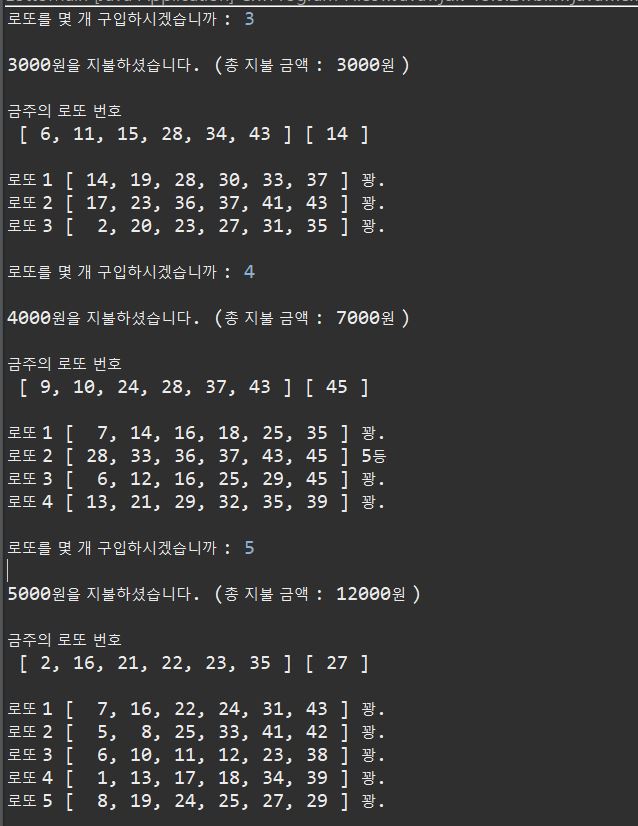 로또를 몇 개 구입하시겠습니까 : 3
3000원을 지불하셨습니다. (총 지불 금액 : 3000원 )
금주의 로또 번호
[ 6, 11, 15, 28, 34, 43 ] [ 14 ]
로또 1 [ 14, 19, 28, 30, 33, 37 ] 꽝.
로또 2 [ 17, 23, 36, 37, 41, 43 ] 꽝.
로또 3 [  2, 20, 23, 27, 31, 35 ] 꽝.
로또를 몇 개 구입하시겠습니까 : 4
4000원을 지불하셨습니다. (총 지불 금액 : 7000원 )
금주의 로또 번호
[ 9, 10, 24, 28, 37, 43 ] [ 45 ]
로또 1 [  7, 14, 16, 18, 25, 35 ] 꽝.
로또 2 [ 28, 33, 36, 37, 43, 45 ] 5등
로또 3 [  6, 12, 16, 25, 29, 45 ] 꽝.
로또 4 [ 13, 21, 29, 32, 35, 39 ] 꽝.
로또를 몇 개 구입하시겠습니까 : 5
5000원을 지불하셨습니다. (총 지불 금액 : 12000원 )
금주의 로또 번호
[ 2, 16, 21, 22, 23, 35 ] [ 27 ]
로또 1 [  7, 16, 22, 24, 31, 43 ] 꽝.
로또 2 [  5,  8, 25, 33, 41, 42 ] 꽝.
로또 3 [  6, 10, 11, 12, 23, 38 ] 꽝.
로또 4 [  1, 13, 17, 18, 34, 39 ] 꽝.
로또 5 [  8, 19, 24, 25, 27, 29 ] 꽝.